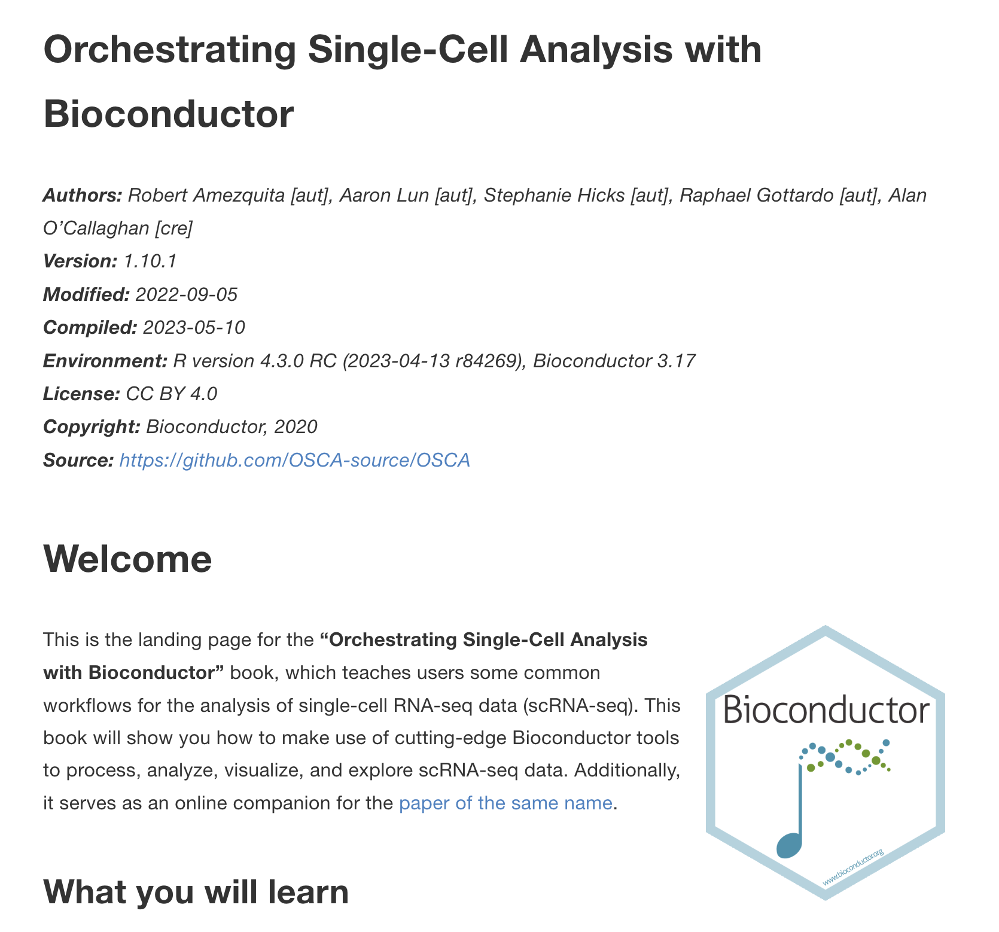 Orchestrating Single-Cell Analysis with
Bioconductor
Authors: Robert Amezquita [aut], Aaron Lun [aut], Stephanie Hicks [aut], Raphael Gottardo [aut], Alan
O’Callaghan [cre]
Version: 1.10.1
Modified: 2022-09-05
Compiled: 2023-05-10
Environment: R version 4.3.0 RC (2023-04-13 r84269), Bioconductor 3.17
License: CC BY 4.0
Copyright: Bioconductor, 2020
Source: https://github.com/OSCA-source/OSCA
Welcome
This is the landing page for the “Orchestrating Single-Cell Analysis
with Bioconductor” book, which teaches users some common
workflows for the analysis of single-cell RNA-seq data (scRNA-seq). This
book will show you how to make use of cutting-edge Bioconductor tools
to process, analyze, visualize, and explore scRNA-seq data. Additionally,
it serves as an online companion for the paper of the same name.
Bioconductor
www.bioconductor.org
What you will learn